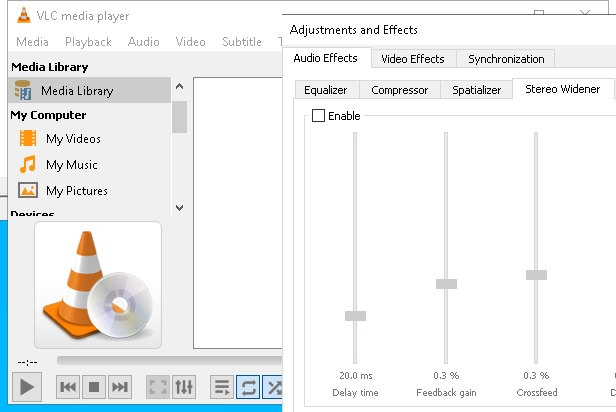 VLC media player
Media Playback Audio Video Subtitle
Media Library
Media Library
My Computer
My Videos
My Music
My Pictures
Devices
--:--
Adjustments and Effects
Audio Effects Video Effects Synchronization
Equalizer Compressor Spatializer Stereo Widener
Enable
20.0 ms 0.3 % 0.3 %
Delay time Feedback gain Crossfeed